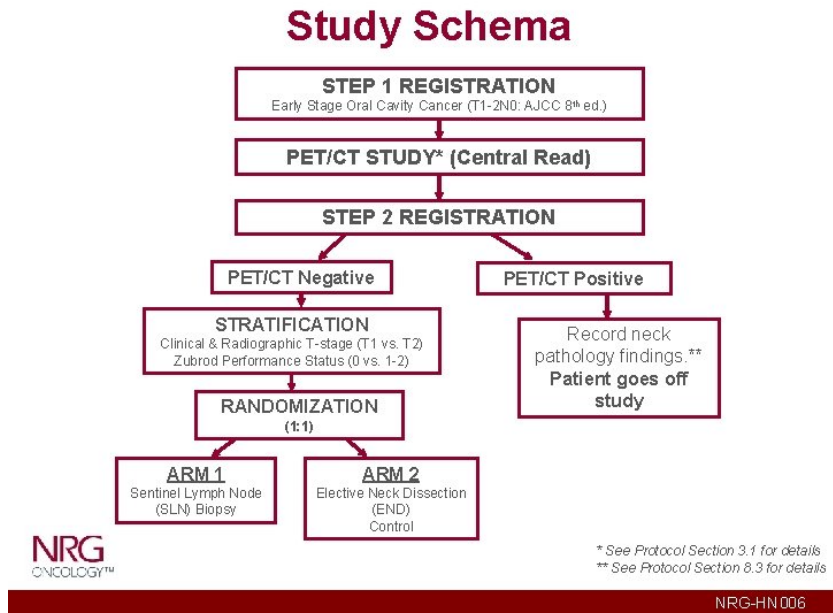 Study Schema
STEP 1 REGISTRATION
Early Stage Oral Cavity Cancer (T1-2N0: AJCC 8th ed.)
PET/CT STUDY* (Central Read)
STEP 2 REGISTRATION
PET/CT Negative
PET/CT Positive
STRATIFICATION
Clinical & Radiographic T-stage (T1 vs. T2)
Zubrod Performance Status (0 vs. 1-2)
Record neck
pathology findings.**
Patient goes off
study
RANDOMIZATION
(1:1)
ARM 1
Sentinel Lymph Node
(SLN) Biopsy
ARM 2
Elective Neck Dissection
(END)
Control
NRG
ONCOLOGY™
* See Protocol Section 3.1 for details
** See Protocol Section 8.3 for details
NRG-HN006